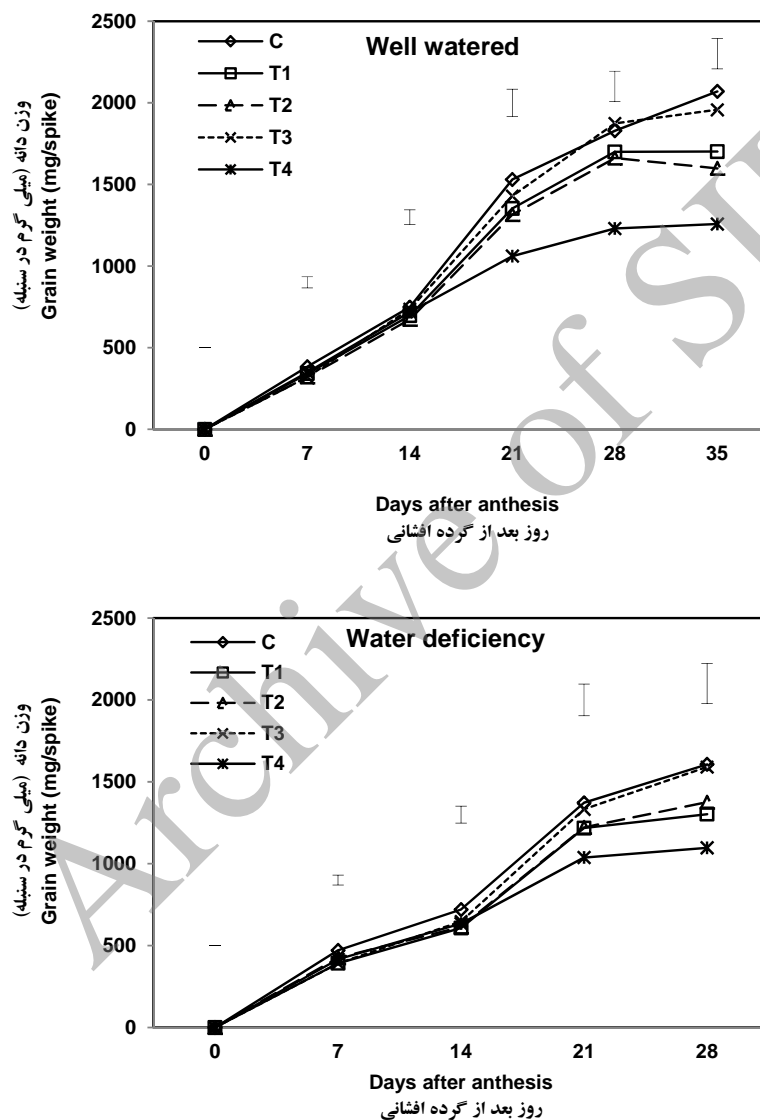 Well watered
C
T1
T2
T3
T4
2500
2000
1500
1000
500
0
وزن دانه (میلی گرم در سنبله)
Grain weight (mg/spike)
0 7 14 21 28 35
Days after anthesis
روز بعد از گرده افشانی
Water deficiency
C
T1
T2
T3
T4
2500
2000
1500
1000
500
0
وزن دانه (میلی گرم در سنبله)
Grain weight (mg/spike)
0 7 14 21 28
Days after anthesis
روز بعد از گرده افشانی
Archive of